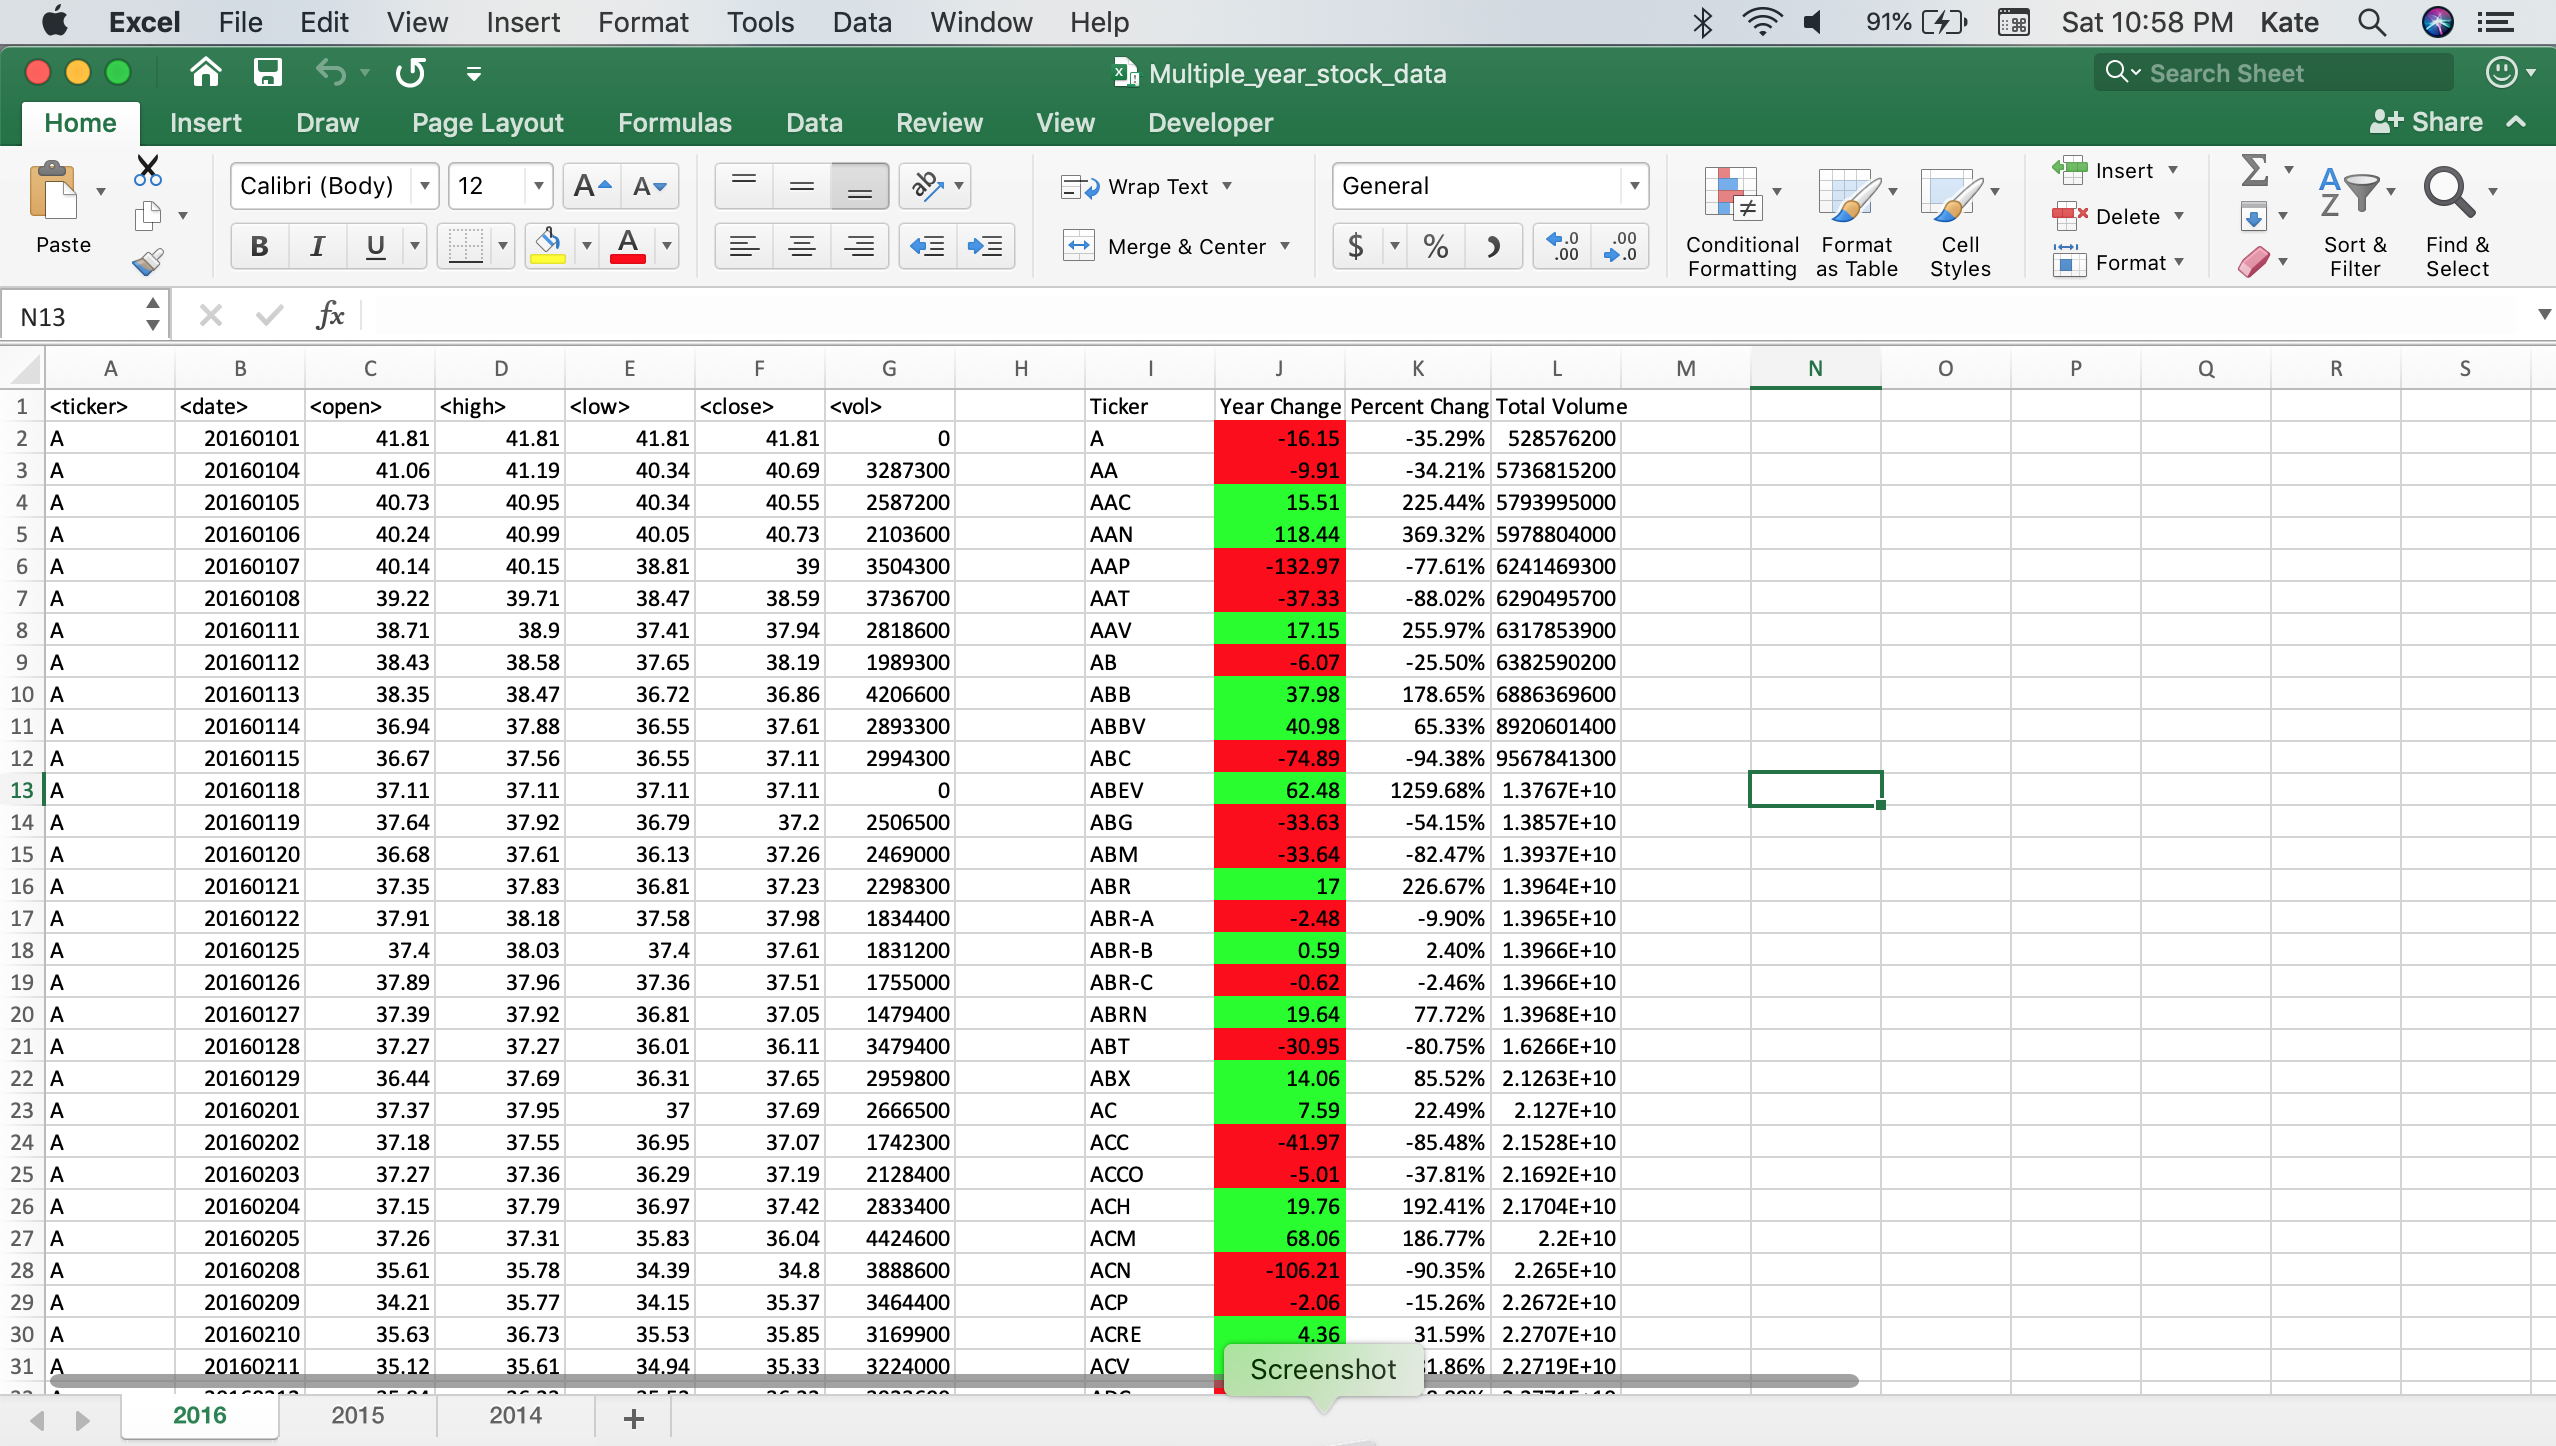 Excel File Edit View Insert Format Tools Data Window Help 91% Sat 10:58 PM Kate
Multiple_year_stock_data Search Sheet
Home Insert Draw Page Layout Formulas Data Review View Developer Share
Paste Calibri (Body) 12 Wrap Text General Conditional Formatting Format as Table Cell Styles Insert Sort & Filter Find & Select
B I U Merge & Center $ % Delete
Format
N13 fx
A B C D E F G H I J K L M N O P Q R S
1 <ticker> <date> <open> <high> <low> <close> <vol> Ticker Year Change Percent Chang Total Volume
2 A 20160101 41.81 41.81 41.81 41.81 0 A -16.15 -35.29% 528576200
3 A 20160104 41.06 41.19 40.34 40.69 3287300 AA -9.91 -34.21% 5736815200
4 A 20160105 40.73 40.95 40.34 40.55 2587200 AAC 15.51 225.44% 5793995000
5 A 20160106 40.24 40.99 40.05 40.73 2103600 AAN 118.44 369.32% 5978804000
6 A 20160107 40.14 40.15 38.81 39 3504300 AAP -132.97 -77.61% 6241469300
7 A 20160108 39.22 39.71 38.47 38.59 3736700 AAT -37.33 -88.02% 6290495700
8 A 20160111 38.71 38.9 37.41 37.94 2818600 AAV 17.15 255.97% 6317853900
9 A 20160112 38.43 38.58 37.65 38.19 1989300 AB -6.07 -25.50% 6382590200
10 A 20160113 38.35 38.47 36.72 36.86 4206600 ABB 37.98 178.65% 6886369600
11 A 20160114 36.94 37.88 36.55 37.61 2893300 ABBV 40.98 65.33% 8920601400
12 A 20160115 36.67 37.56 36.55 37.11 2994300 ABC -74.89 -94.38% 9567841300
13 A 20160118 37.11 37.11 37.11 37.11 0 ABEV 62.48 1259.68% 1.3767E+10
14 A 20160119 37.64 37.92 36.79 37.2 2506500 ABG -33.63 -54.15% 1.3857E+10
15 A 20160120 36.68 37.61 36.13 37.26 2469000 ABM -33.64 -82.47% 1.3937E+10
16 A 20160121 37.35 37.83 36.81 37.23 2298300 ABR 17 226.67% 1.3964E+10
17 A 20160122 37.91 38.18 37.58 37.98 1834400 ABR-A -2.48 -9.90% 1.3965E+10
18 A 20160125 37.4 38.03 37.4 37.61 1831200 ABR-B 0.59 2.40% 1.3966E+10
19 A 20160126 37.89 37.96 37.36 37.51 1755000 ABR-C -0.62 -2.46% 1.3966E+10
20 A 20160127 37.39 37.92 36.81 37.05 1479400 ABRN 19.64 77.72% 1.3968E+10
21 A 20160128 37.27 37.27 36.01 36.11 3479400 ABT -30.95 -80.75% 1.6266E+10
22 A 20160129 36.44 37.69 36.31 37.65 2959800 ABX 14.06 85.52% 2.1263E+10
23 A 20160201 37.37 37.95 37 37.69 2666500 AC 7.59 22.49% 2.127E+10
24 A 20160202 37.18 37.55 36.95 37.07 1742300 ACC -41.97 -85.48% 2.1528E+10
25 A 20160203 37.27 37.36 36.29 37.19 2128400 ACCO -5.01 -37.81% 2.1692E+10
26 A 20160204 37.15 37.79 36.97 37.42 2833400 ACH 19.76 192.41% 2.1704E+10
27 A 20160205 37.26 37.31 35.83 36.04 4424600 ACM 68.06 186.77% 2.2E+10
28 A 20160208 35.61 35.78 34.39 34.8 3888600 ACN -106.21 -90.35% 2.265E+10
29 A 20160209 34.21 35.77 34.15 35.37 3464400 ACP -2.06 -15.26% 2.2672E+10
30 A 20160210 35.63 36.73 35.53 35.85 3169900 ACRE 4.36 31.59% 2.2707E+10
31 A 20160211 35.12 35.61 34.94 35.33 3224000 ACV 1.86% 2.2719E+10
Screenshot
2016 2015 2014 +